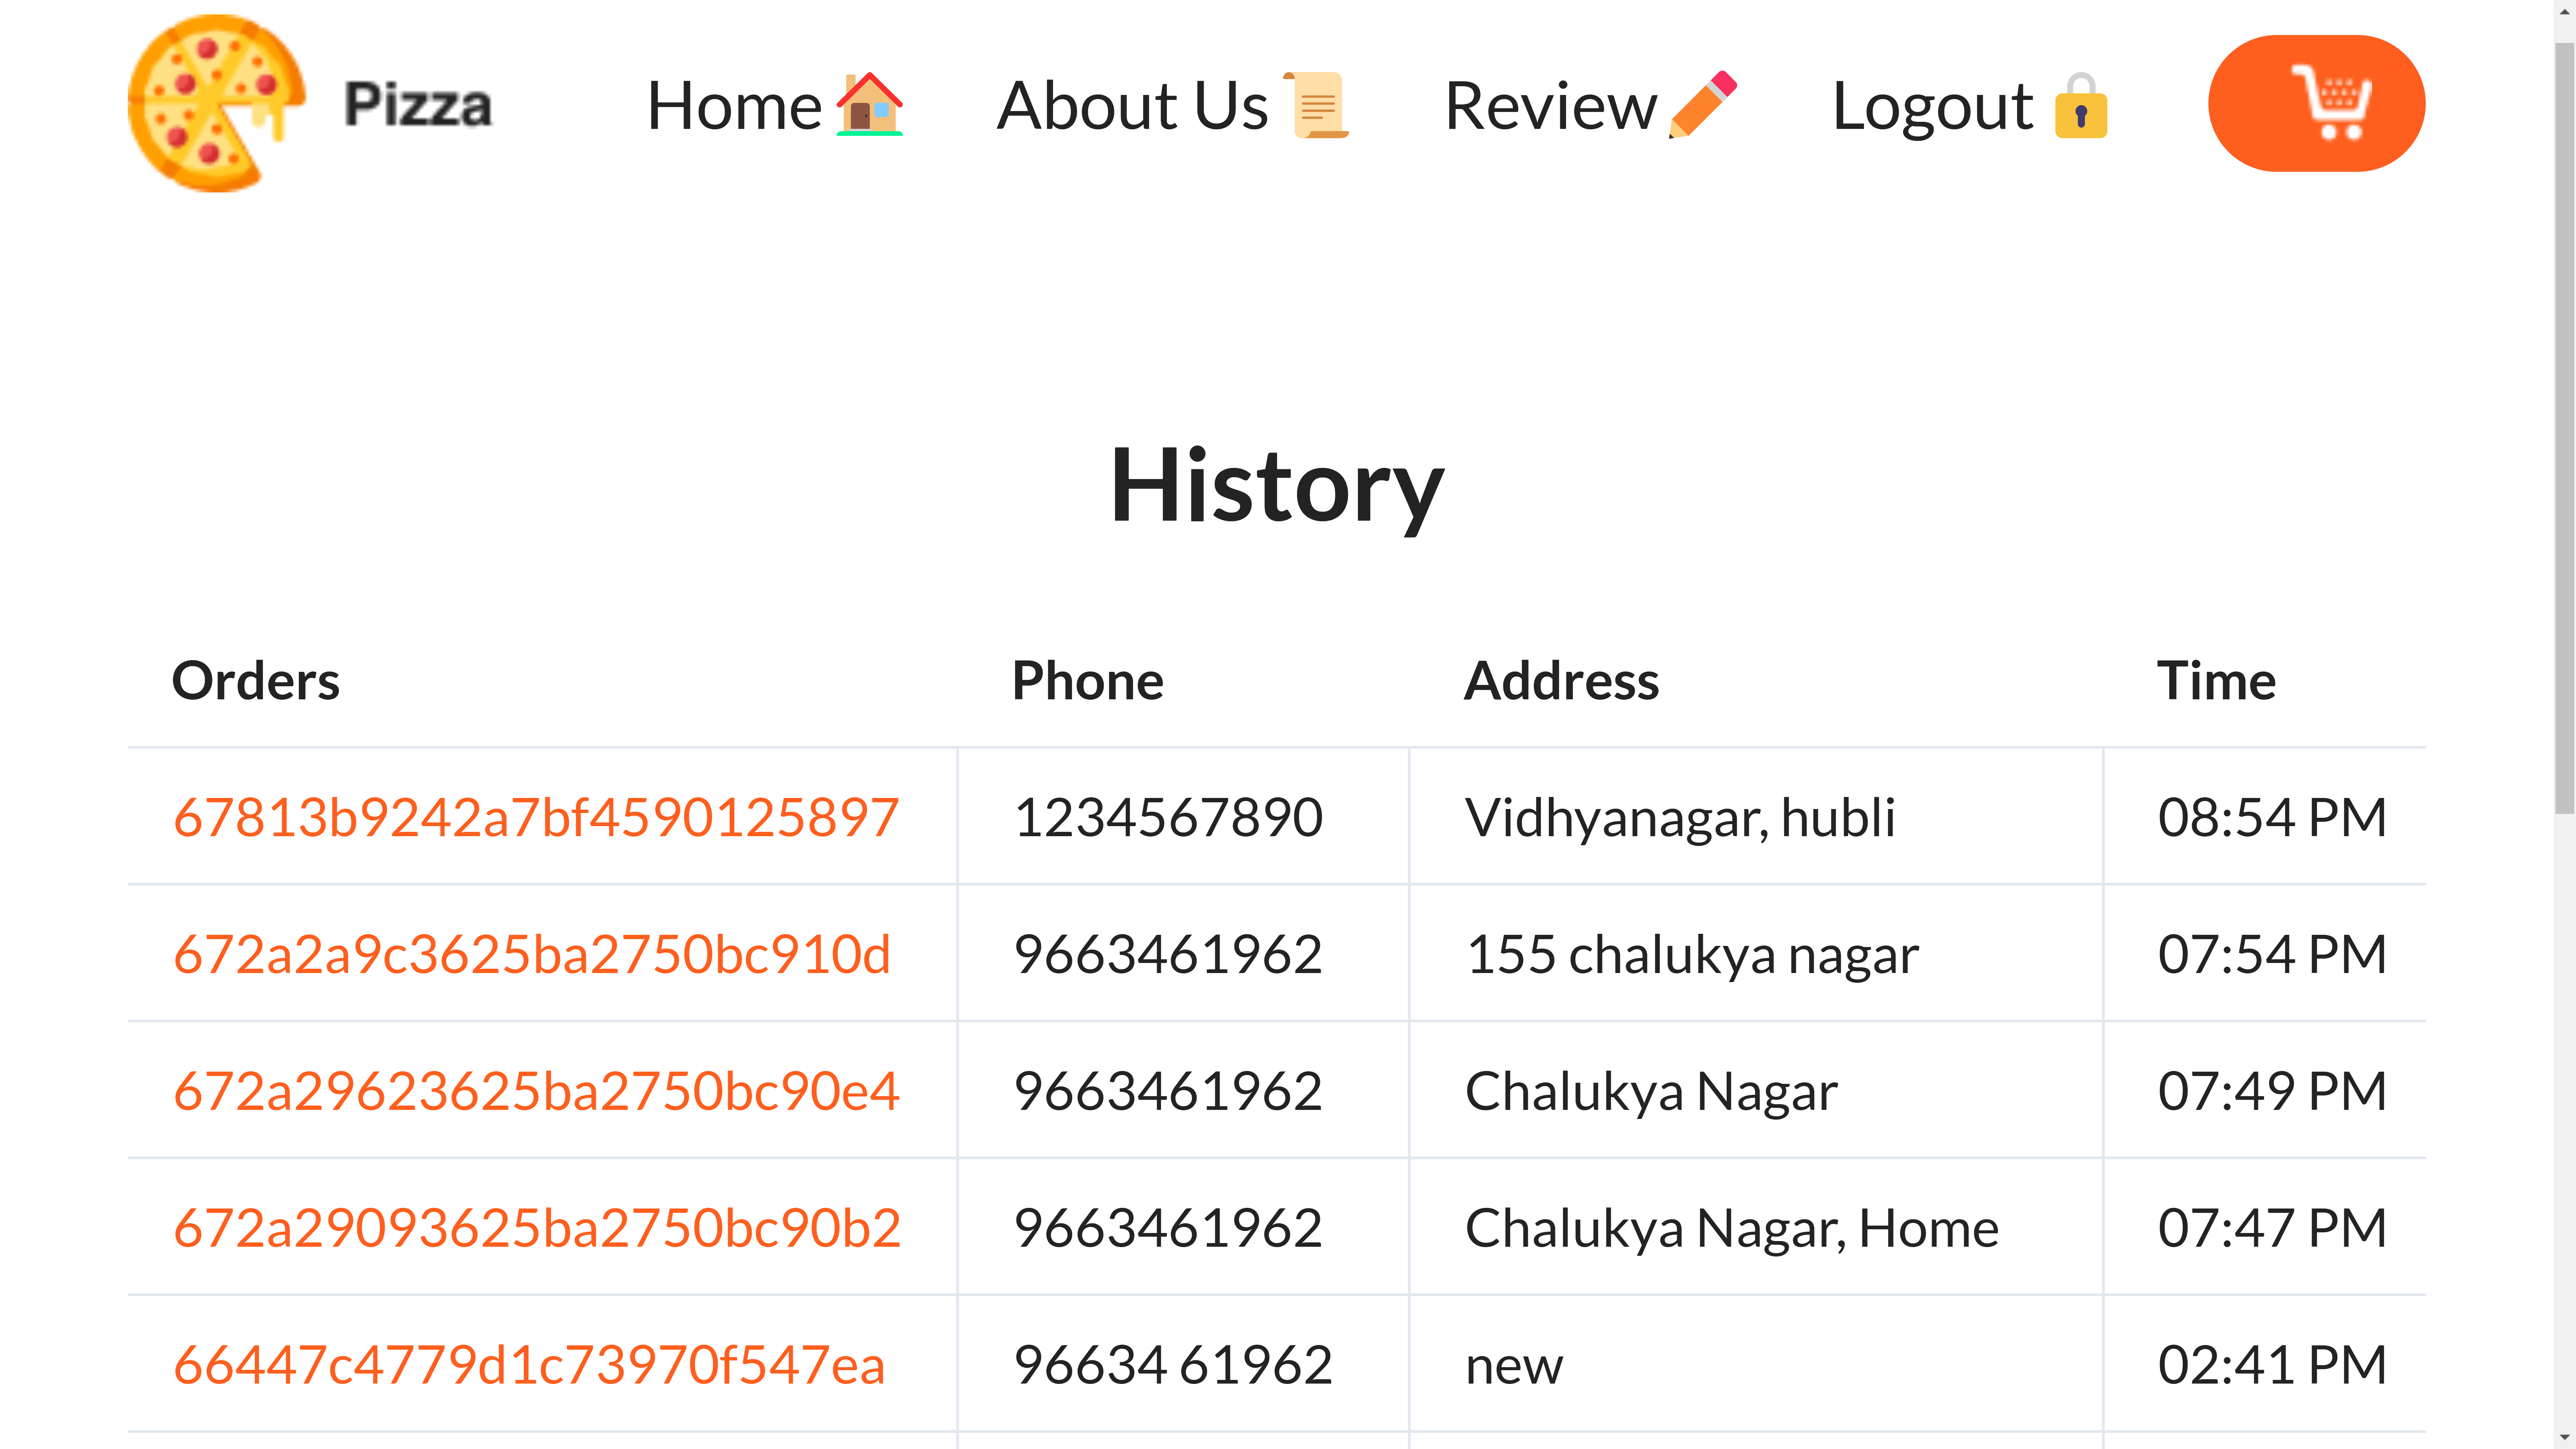 Pizza Home About Us Review Logout
History
Orders Phone Address Time
67813b9242a7bf4590125897 1234567890 Vidhyanagar, hubli 08:54 PM
672a2a9c3625ba2750bc910d 9663461962 155 chalukya nagar 07:54 PM
672a29623625ba2750bc90e4 9663461962 Chalukya Nagar 07:49 PM
672a29093625ba2750bc90b2 9663461962 Chalukya Nagar, Home 07:47 PM
66447c4779d1c73970f547ea 96634 61962 new 02:41 PM